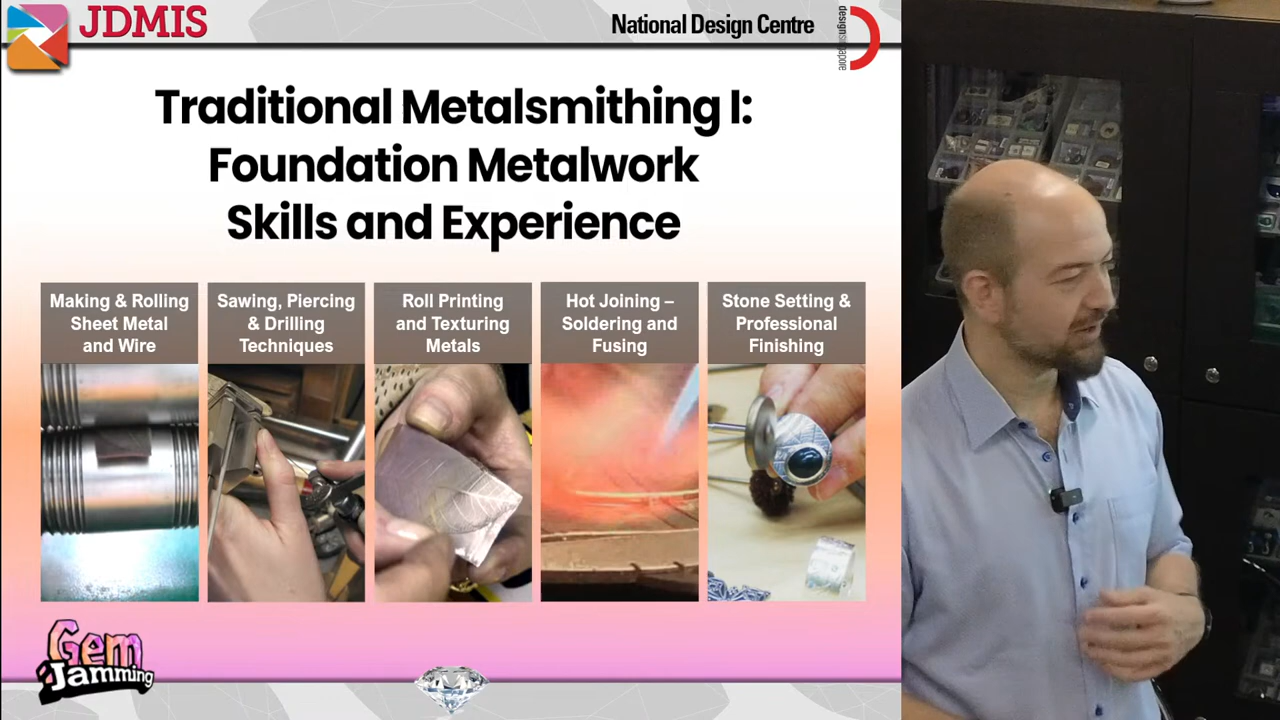 JDMIS
National Design Centre
designsingapore
Traditional Metalsmithing I:
Foundation Metalwork
Skills and Experience
Making & Rolling
Sheet Metal
and Wire
Sawing, Piercing
& Drilling
Techniques
Roll Printing
and Texturing
Metals
Hot Joining –
Soldering and
Fusing
Stone Setting &
Professional
Finishing
Gem
Jamming